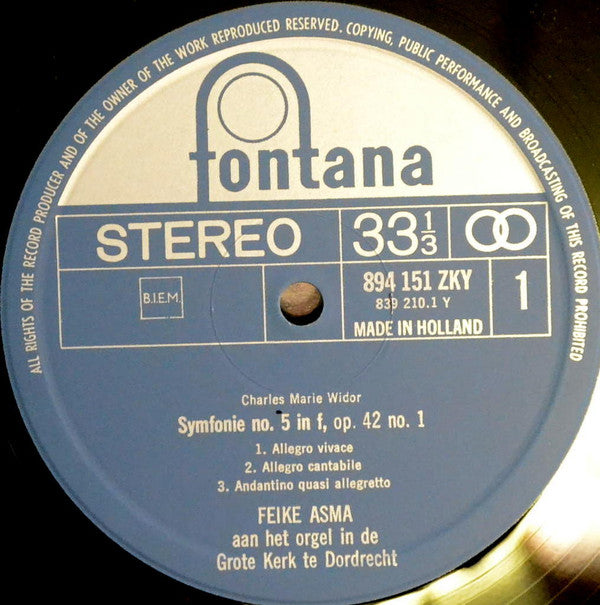 ALL RIGHTS OF THE RECORD PRODUCER AND OF THE OWNER OF THE WORK REPRODUCED RESERVED. COPYING, PUBLIC PERFORMANCE AND BROADCASTING OF THIS RECORD PROHIBITED
fontana
STEREO 33 1/3
B.I.E.M. 894 151 ZKY 1
839 210.1 Y
MADE IN HOLLAND
Charles Marie Widor
Symfonie no. 5 in f, op. 42 no. 1
1. Allegro vivace
2. Allegro cantabile
3. Andantino quasi allegretto
FEIKE ASMA
aan het orgel in de
Grote Kerk te Dordrecht